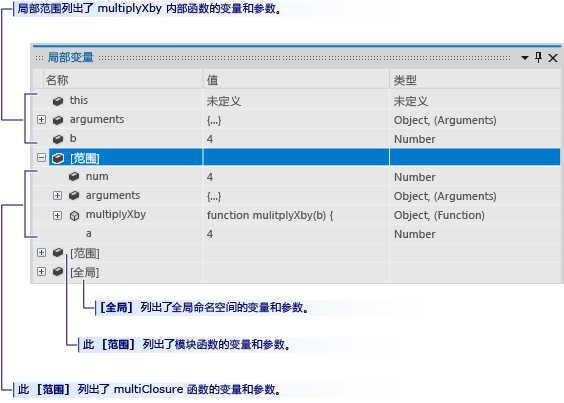 局部范围列出了 multiplyXby 内部函数的变量和参数。
局部变量
名称 值 类型
this 未定义 未定义
arguments {...} Object, (Arguments)
b 4 Number
[范围]
num 4 Number
arguments {...} Object, (Arguments)
multiplyXby function mulitplyXby(b) { Object, (Function)
a 4 Number
[范围]
[全局]
[全局] 列出了全局命名空间的变量和参数。
此 [范围] 列出了模块函数的变量和参数。
此 [范围] 列出了 multiClosure 函数的变量和参数。